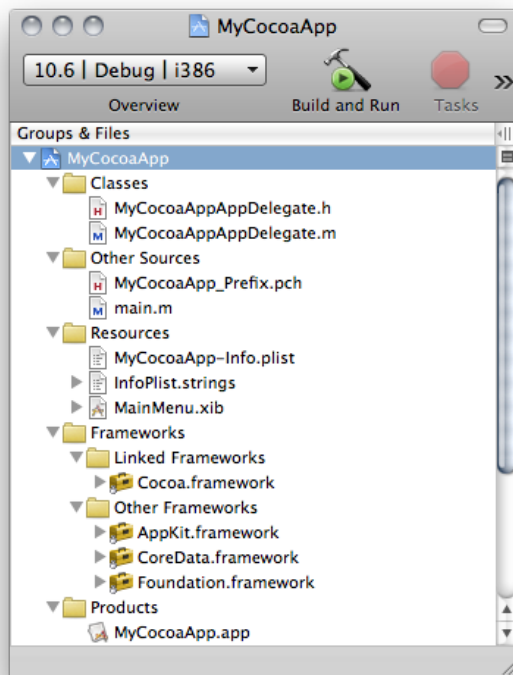 MyCocoaApp
10.6 | Debug | i386
Overview Build and Run Tasks
Groups & Files
MyCocoaApp
Classes
H MyCocoaAppAppDelegate.h
M MyCocoaAppAppDelegate.m
Other Sources
H MyCocoaApp_Prefix.pch
M main.m
Resources
MyCocoaApp-Info.plist
InfoPlist.strings
MainMenu.xib
Frameworks
Linked Frameworks
Cocoa.framework
Other Frameworks
AppKit.framework
CoreData.framework
Foundation.framework
Products
MyCocoaApp.app